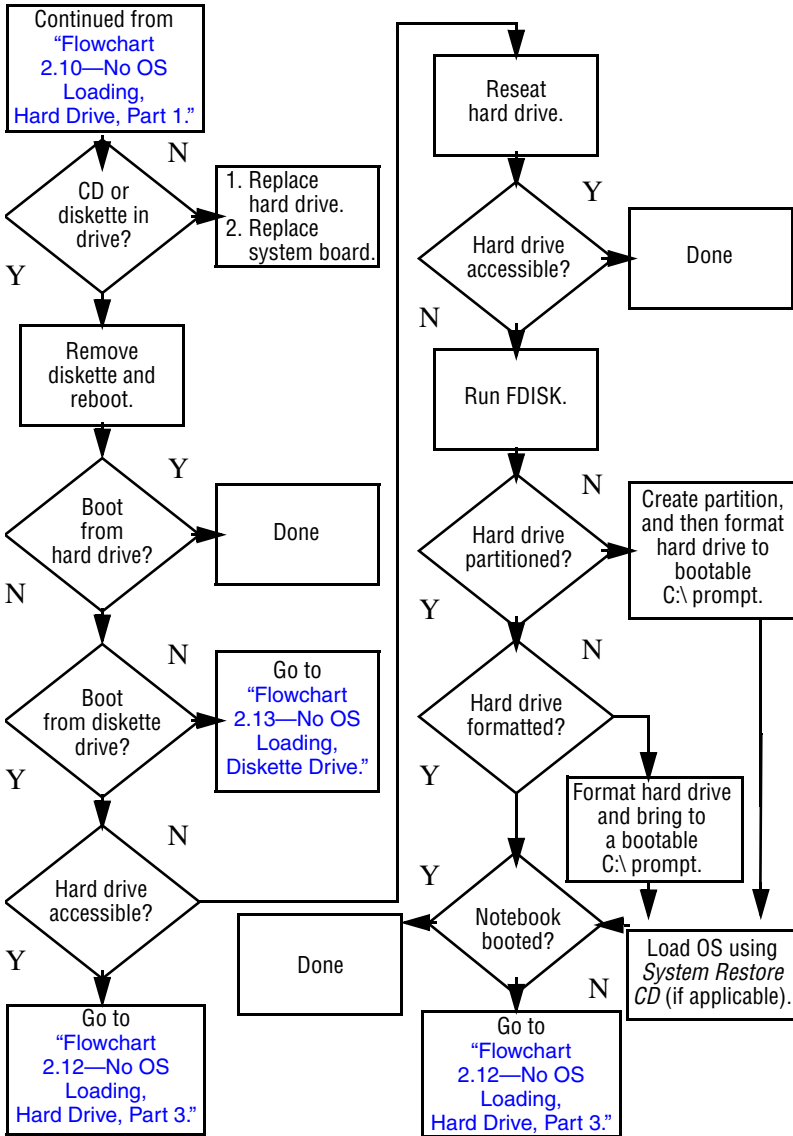 Continued from
“Flowchart
2.10—No OS
Loading,
Hard Drive, Part 1.”
N
CD or
diskette in
drive?
1. Replace
hard drive.
2. Replace
system board.
Y
Remove
diskette and
reboot.
Y
Boot
from
hard drive?
Done
N
N
Boot
from diskette
drive?
Go to
“Flowchart
2.13—No OS
Loading,
Diskette Drive.”
Y
N
Hard drive
accessible?
Y
Go to
“Flowchart
2.12—No OS
Loading,
Hard Drive, Part 3.”
Reseat
hard drive.
Y
Hard drive
accessible?
Done
N
Run FDISK.
N
Hard drive
partitioned?
Create partition,
and then format
hard drive to
bootable
C:\ prompt.
Y
N
Hard drive
formatted?
Y
Format hard drive
and bring to
a bootable
C:\ prompt.
Load OS using
System Restore
CD (if applicable).
Y
Notebook
booted?
Done
N
Go to
“Flowchart
2.12—No OS
Loading,
Hard Drive, Part 3.”